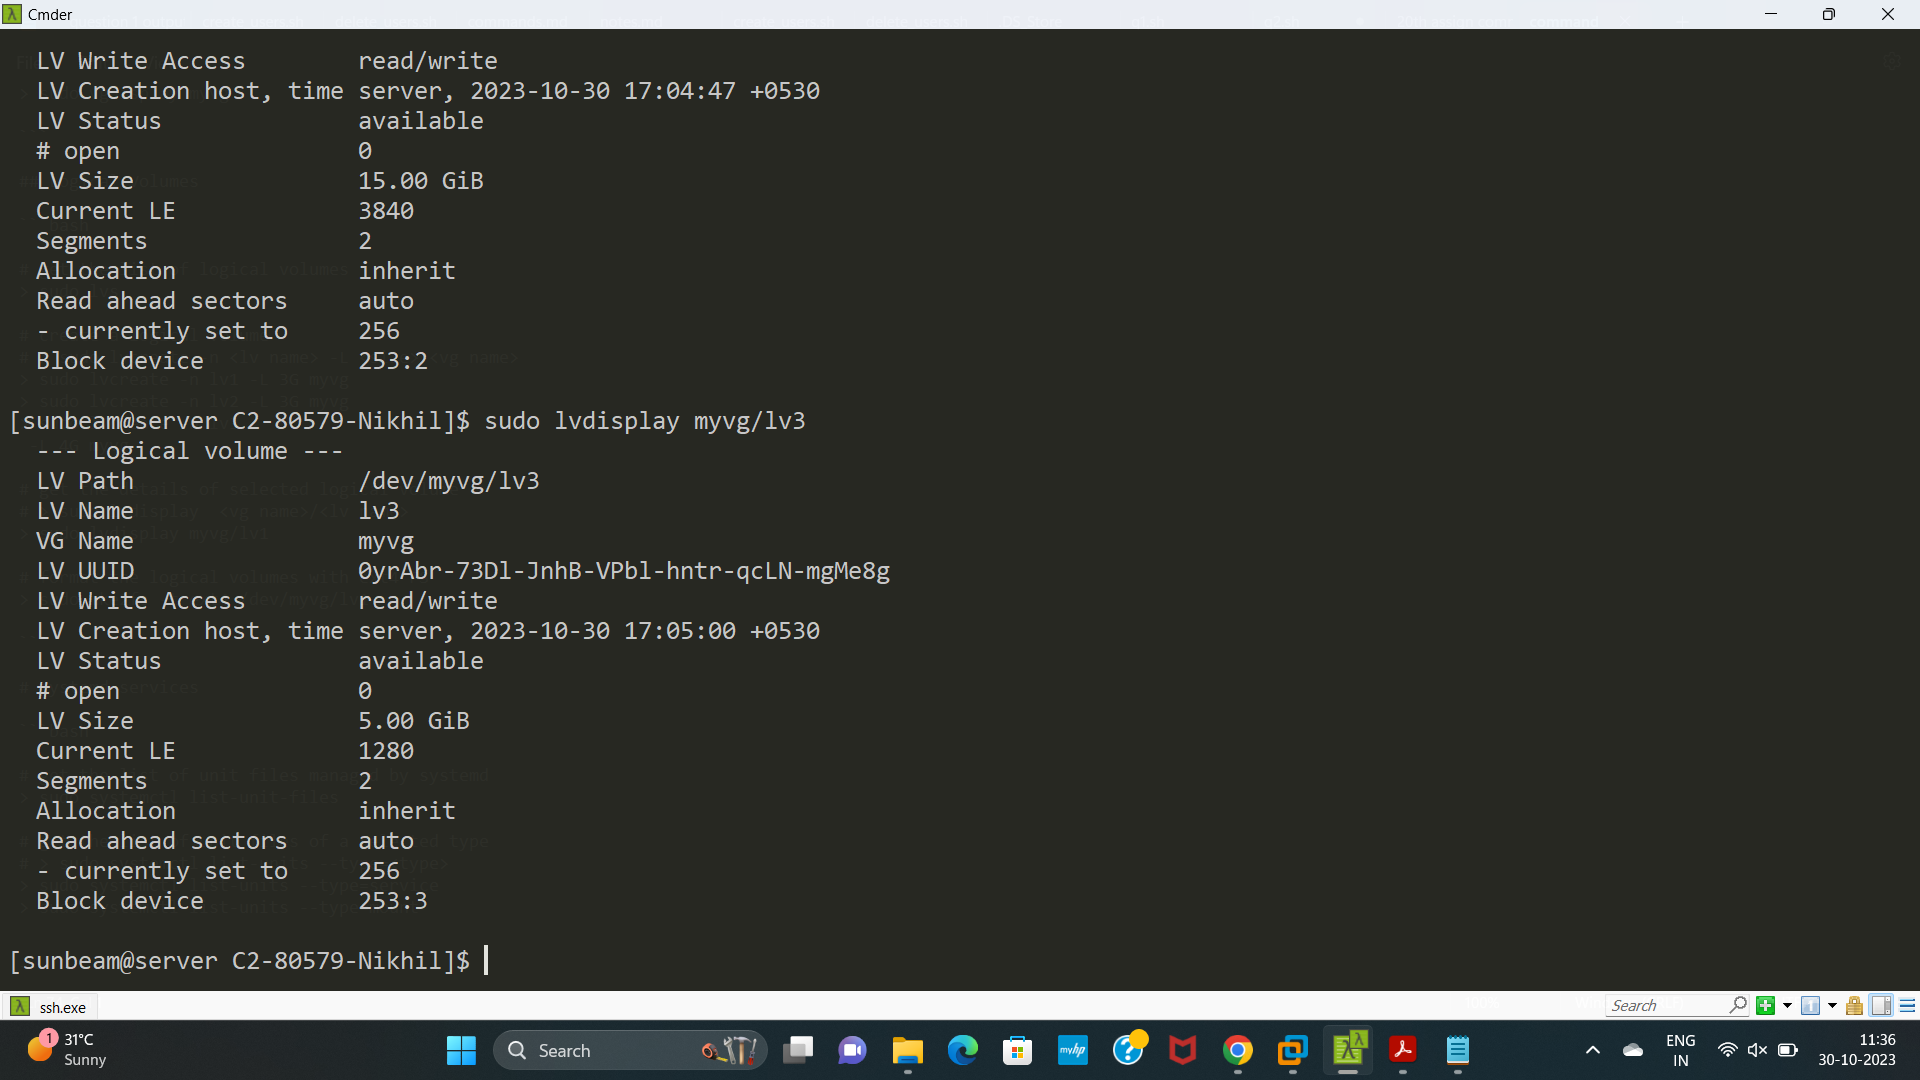 Cmder
LV Write Access read/write
LV Creation host, time server, 2023-10-30 17:04:47 +0530
LV Status available
# open 0
LV Size 15.00 GiB
Current LE 3840
Segments 2
Allocation inherit
Read ahead sectors auto
- currently set to 256
Block device 253:2
[sunbeam@server C2-80579-Nikhil]$ sudo lvdisplay myvg/lv3
--- Logical volume ---
LV Path /dev/myvg/lv3
LV Name lv3
VG Name myvg
LV UUID 0yrAbr-73Dl-JnhB-VPbl-hntr-qcLN-mgMe8g
LV Write Access read/write
LV Creation host, time server, 2023-10-30 17:05:00 +0530
LV Status available
# open 0
LV Size 5.00 GiB
Current LE 1280
Segments 2
Allocation inherit
Read ahead sectors auto
- currently set to 256
Block device 253:3
[sunbeam@server C2-80579-Nikhil]$
ssh.exe
Search
1
31°C
Sunny
Search
myhp
ENG
IN
11:36
30-10-2023